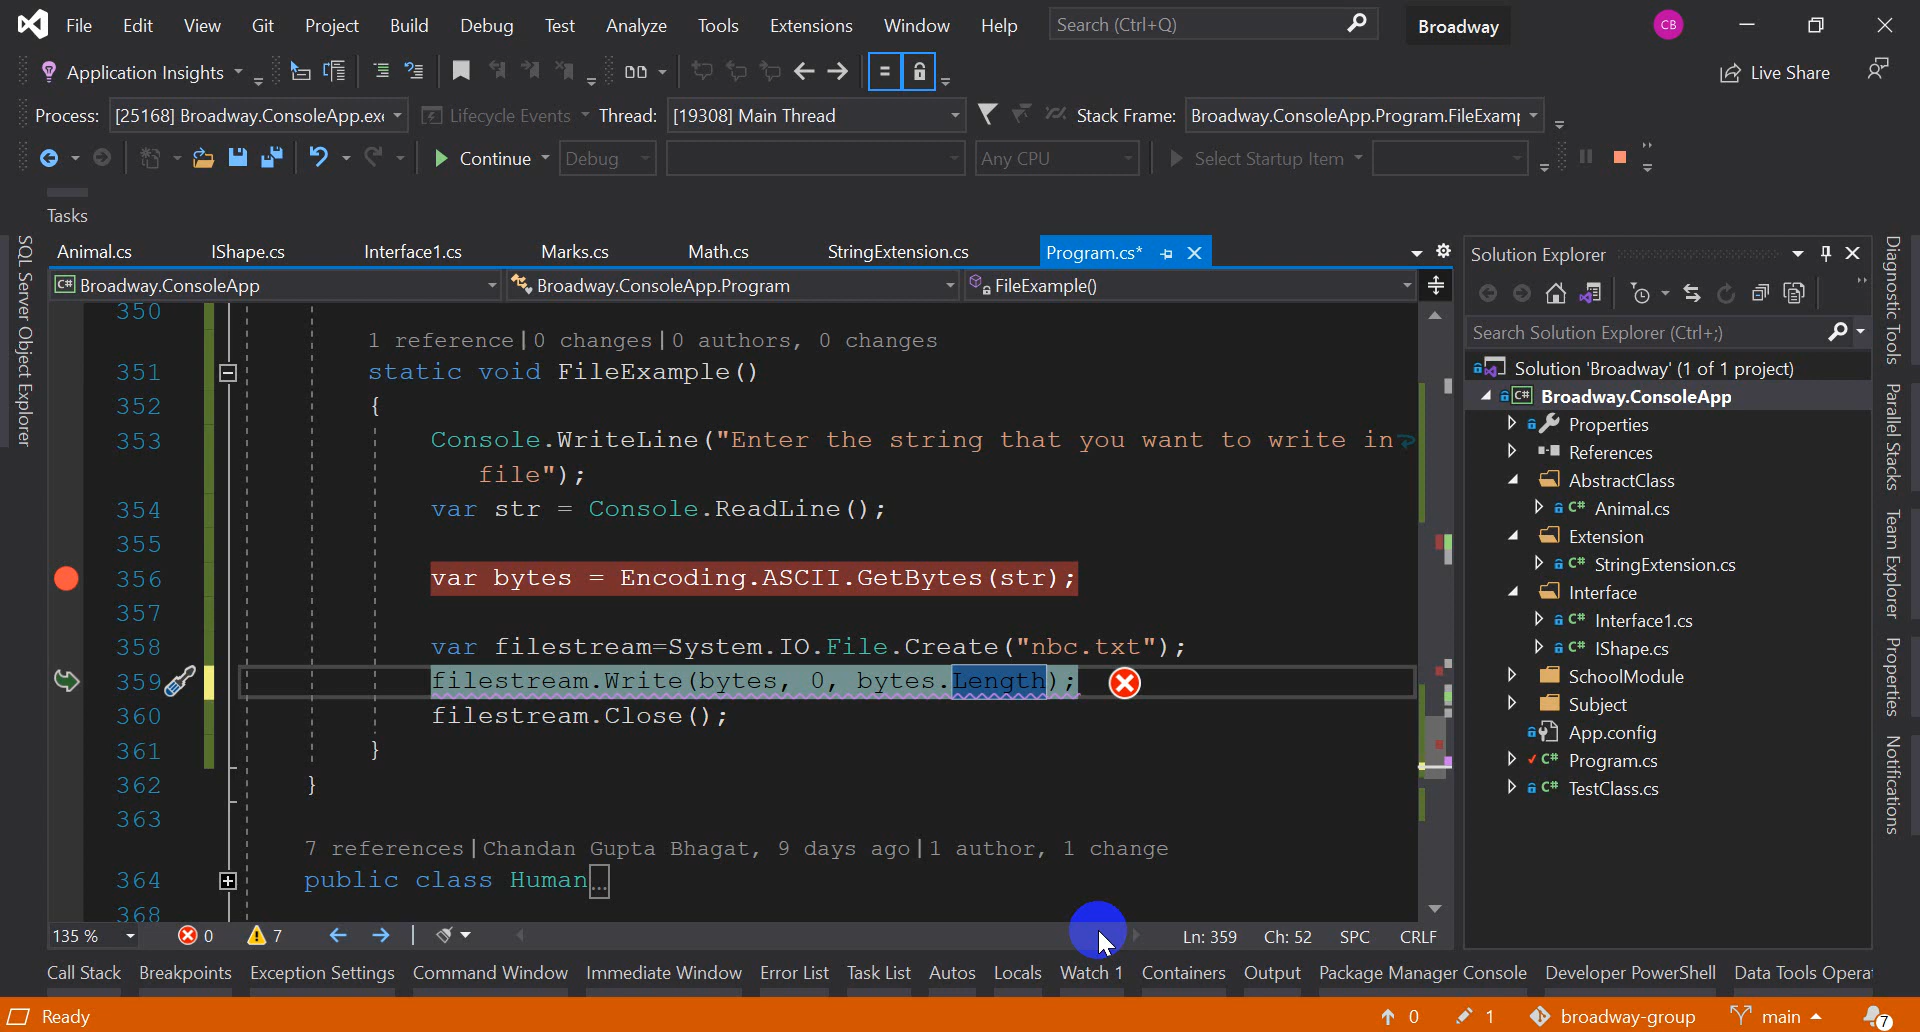 File Edit View Git Project Build Debug Test Analyze Tools Extensions Window Help Search (Ctrl+Q) Broadway CB
Application Insights Live Share
Process: [25168] Broadway.ConsoleApp.exe Lifecycle Events Thread: [19308] Main Thread Stack Frame: Broadway.ConsoleApp.Program.FileExamp
Continue Debug Any CPU Select Startup Item
Tasks
SQL Server Object Explorer
Animal.cs IShape.cs Interface1.cs Marks.cs Math.cs StringExtension.cs Program.cs*
C# Broadway.ConsoleApp Broadway.ConsoleApp.Program FileExample()
350
1 reference|0 changes|0 authors, 0 changes
351 static void FileExample()
352 {
353 Console.WriteLine("Enter the string that you want to write in
file");
354 var str = Console.ReadLine();
355
356 var bytes = Encoding.ASCII.GetBytes(str);
357
358 var filestream=System.IO.File.Create("nbc.txt");
359 filestream.Write(bytes, 0, bytes.Length);
360 filestream.Close();
361 }
362 }
363
7 references|Chandan Gupta Bhagat, 9 days ago|1 author, 1 change
364 public class Human...
368
135 % 0 7 Ln: 359 Ch: 52 SPC CRLF
Solution Explorer
Search Solution Explorer (Ctrl+;)
Solution 'Broadway' (1 of 1 project)
C# Broadway.ConsoleApp
Properties
References
AbstractClass
C# Animal.cs
Extension
C# StringExtension.cs
Interface
C# Interface1.cs
C# IShape.cs
SchoolModule
Subject
App.config
C# Program.cs
C# TestClass.cs
Diagnostic Tools
Parallel Stacks
Team Explorer
Properties
Notifications
Call Stack Breakpoints Exception Settings Command Window Immediate Window Error List Task List Autos Locals Watch 1 Containers Output Package Manager Console Developer PowerShell Data Tools Opera
Ready 0 1 broadway-group main 7